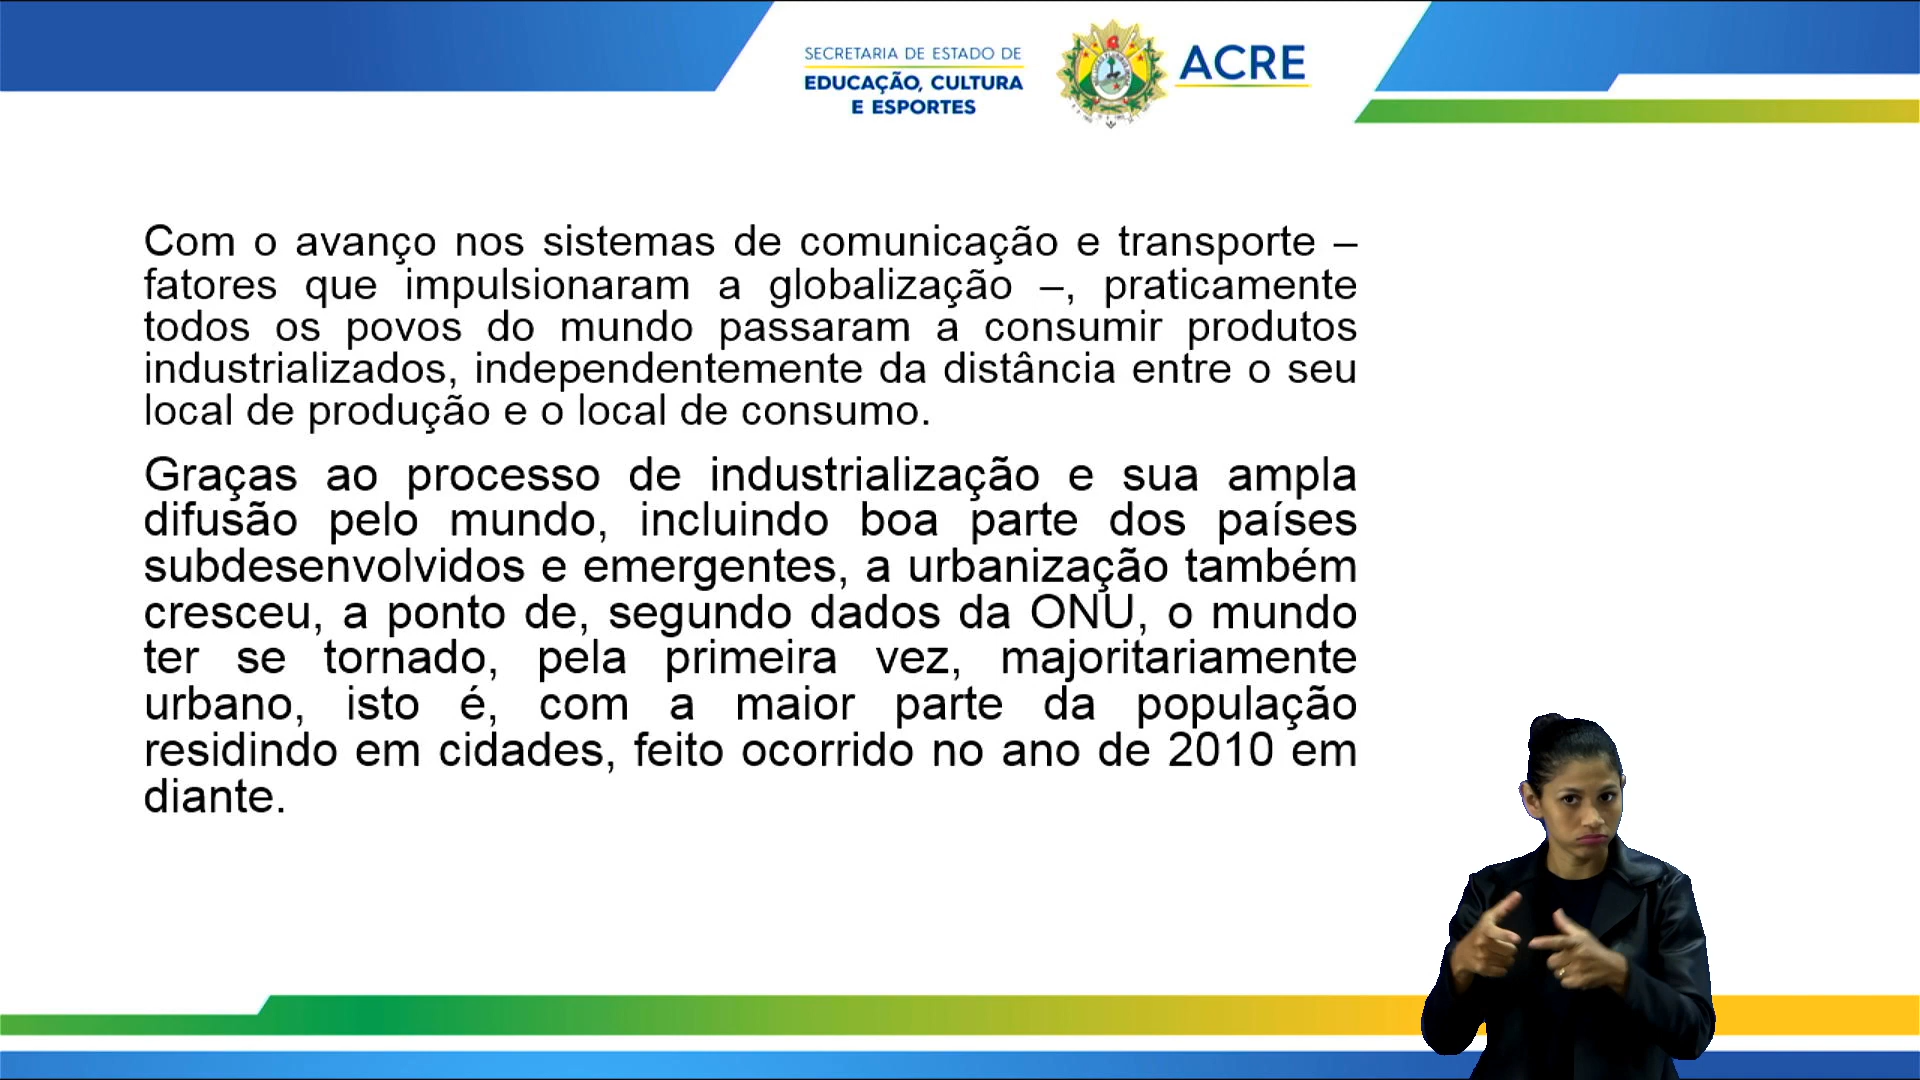 SECRETARIA DE ESTADO DE
EDUCAÇÃO, CULTURA
E ESPORTES
ACRE
Com o avanço nos sistemas de comunicação e transporte –
fatores que impulsionaram a globalização –, praticamente
todos os povos do mundo passaram a consumir produtos
industrializados, independentemente da distância entre o seu
local de produção e o local de consumo.
Graças ao processo de industrialização e sua ampla
difusão pelo mundo, incluindo boa parte dos países
subdesenvolvidos e emergentes, a urbanização também
cresceu, a ponto de, segundo dados da ONU, o mundo
ter se tornado, pela primeira vez, majoritariamente
urbano, isto é, com a maior parte da população
residindo em cidades, feito ocorrido no ano de 2010 em
diante.